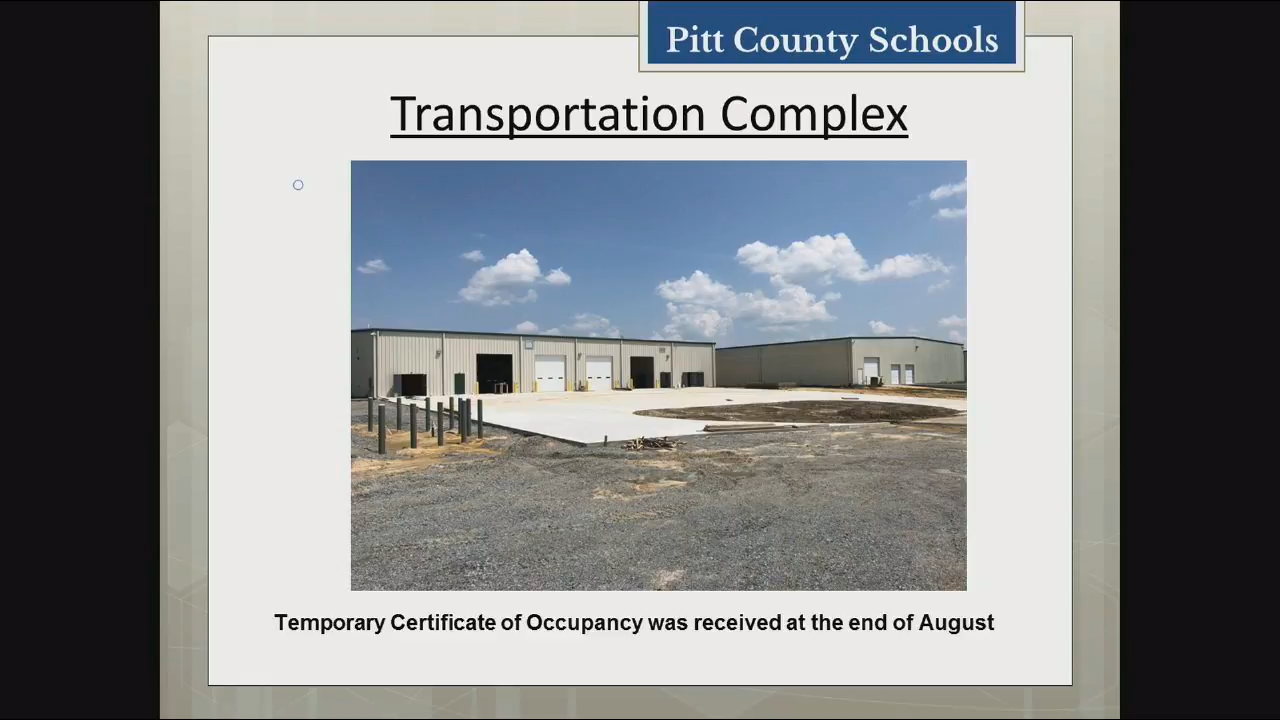 Pitt County Schools
Transportation Complex
Temporary Certificate of Occupancy was received at the end of August